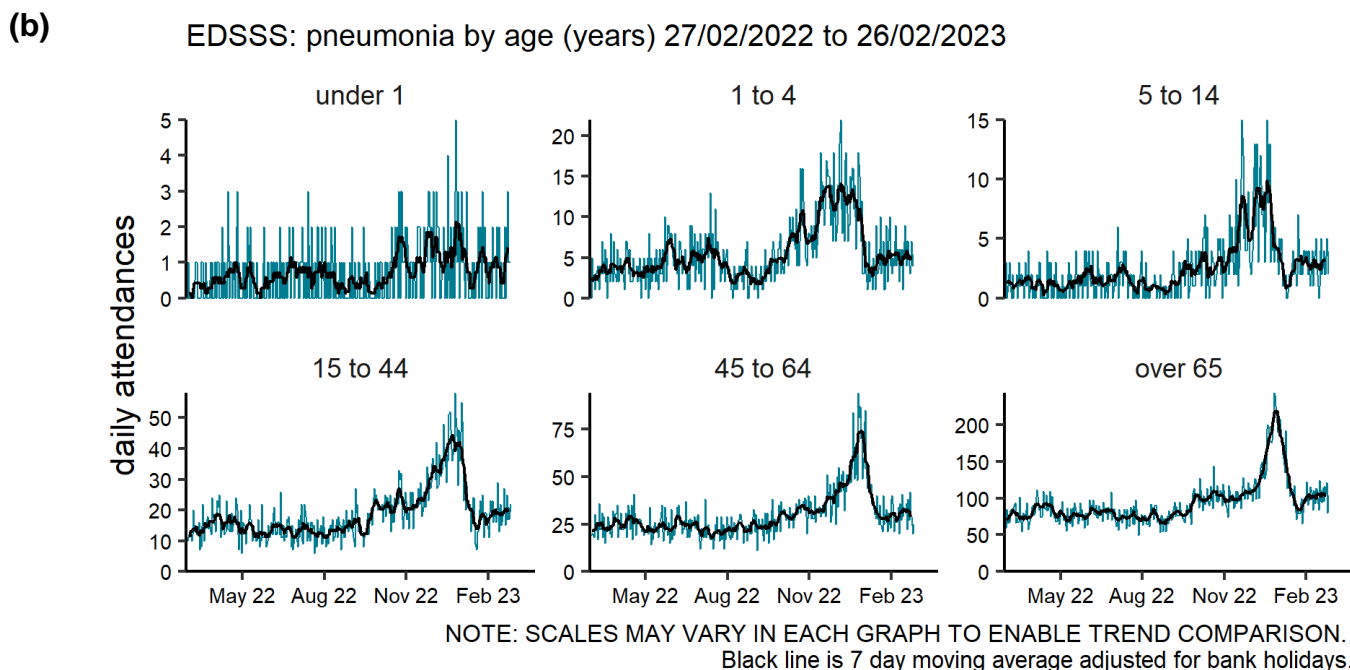 (b)
EDSSS: pneumonia by age (years) 27/02/2022 to 26/02/2023
daily attendances
under 1
5
4
3
2
1
0
1 to 4
20
15
10
5
0
5 to 14
15
10
5
0
15 to 44
50
40
30
20
10
0
May 22 Aug 22 Nov 22 Feb 23
45 to 64
75
50
25
0
May 22 Aug 22 Nov 22 Feb 23
over 65
200
150
100
50
0
May 22 Aug 22 Nov 22 Feb 23
NOTE: SCALES MAY VARY IN EACH GRAPH TO ENABLE TREND COMPARISON.
Black line is 7 day moving average adjusted for bank holidays.